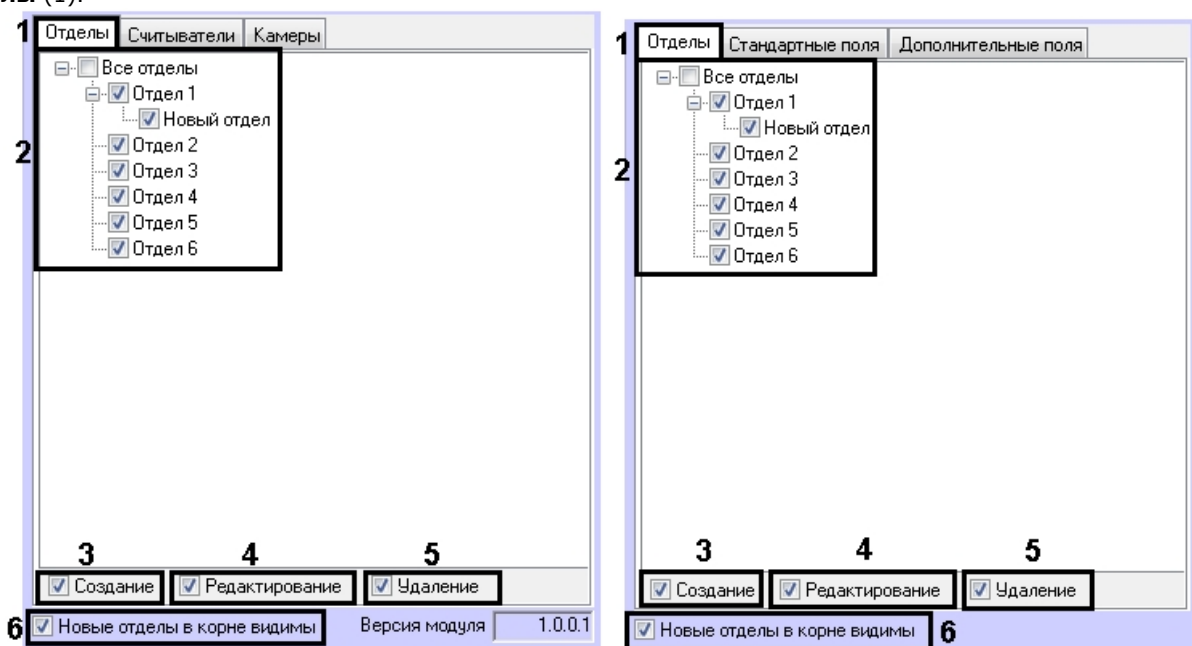 лы (1).
1 Отделы Считыватели Камеры
Все отделы
Отдел 1
Новый отдел
2
Отдел 2
Отдел 3
Отдел 4
Отдел 5
Отдел 6
3 4 5
Создание Редактирование Удаление
6 Новые отделы в корне видимы Версия модуля 1.0.0.1
1 Отделы Стандартные поля Дополнительные поля
Все отделы
Отдел 1
Новый отдел
2
Отдел 2
Отдел 3
Отдел 4
Отдел 5
Отдел 6
3 4 5
Создание Редактирование Удаление
Новые отделы в корне видимы 6